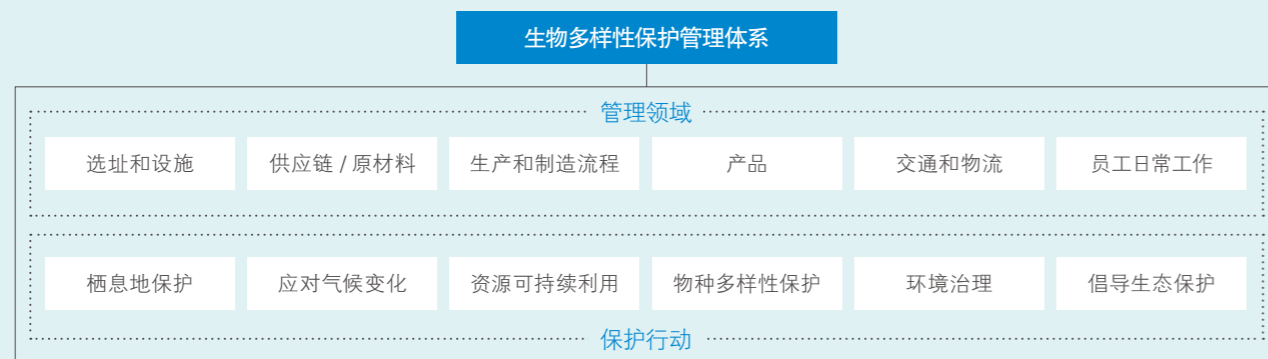 生物多样性保护管理体系
管理领域
选址和设施
供应链 / 原材料
生产和制造流程
产品
交通和物流
员工日常工作
栖息地保护
应对气候变化
资源可持续利用
物种多样性保护
环境治理
倡导生态保护
保护行动